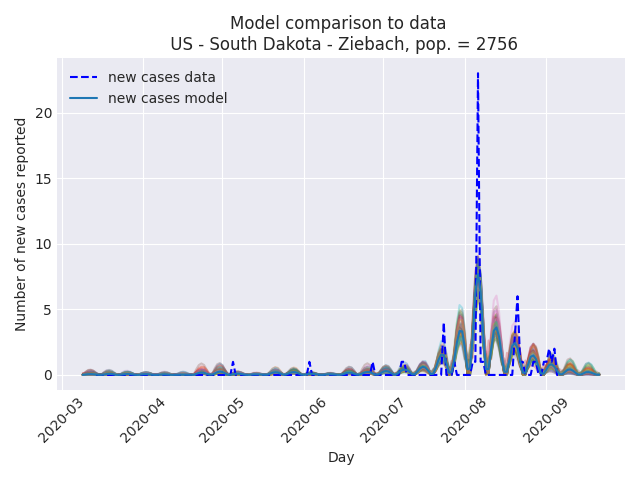 Model comparison to data
US - South Dakota - Ziebach, pop. = 2756
new cases data
new cases model
Number of new cases reported
20
15
10
5
0
2020-03
2020-04
2020-05
2020-06
2020-07
2020-08
2020-09
Day